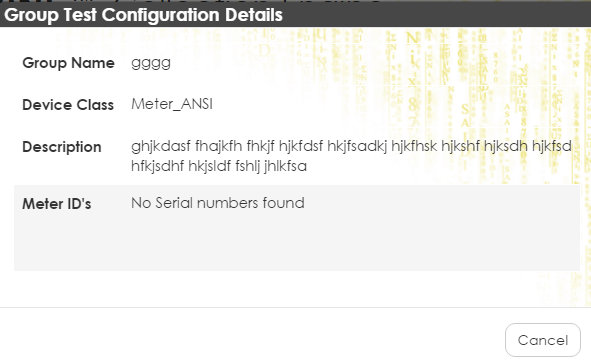 Group Test Configuration Details
Group Name gggg
Device Class Meter_ANSI
Description ghjkdasf fhajkfh fhkjf hjkfdsf hkjfsadkj hjkfhsk hjkshf hjksdh hjkfsd
hfkjsdhf hkjsldf fshlj jhlkfsa
Meter ID's No Serial numbers found
Cancel